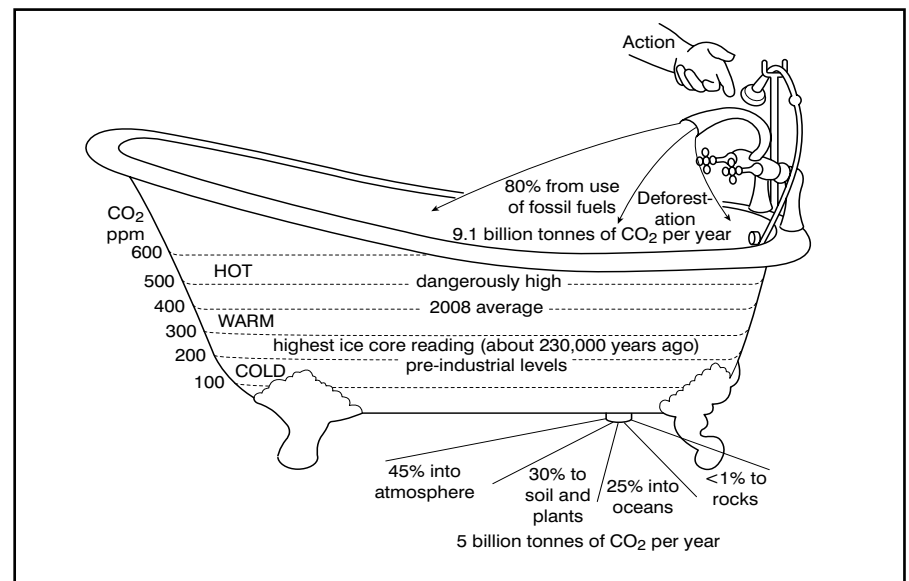 Action
80% from use
of fossil fuels
Deforest-
ation
9.1 billion tonnes of CO₂ per year
CO₂
ppm
600
HOT
500
dangerously high
400
2008 average
WARM
300
highest ice core reading (about 230,000 years ago)
200
pre-industrial levels
COLD
100
45% into
atmosphere
30% to
soil and
plants
25% into
oceans
<1% to
rocks
5 billion tonnes of CO₂ per year